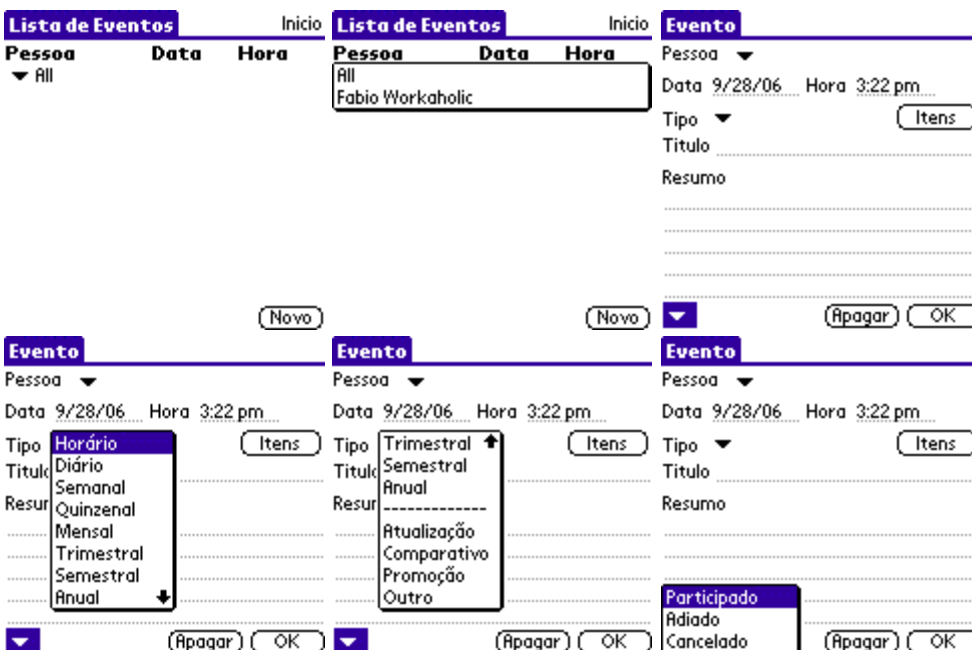 Lista de Eventos Inicio
Pessoa Data Hora
All
Novo
Lista de Eventos Inicio
Pessoa Data Hora
All
Fabio Workaholic
Novo
Evento
Pessoa
Data 9/28/06 Hora 3:22 pm
Tipo Itens
Titulo
Resumo
Apagar OK
Evento
Pessoa
Data 9/28/06 Hora 3:22 pm
Tipo Horário Itens
Titulo Diário
Semanal
Resur Quinzenal
Mensal
Trimestral
Semestral
Anual
Apagar OK
Evento
Pessoa
Data 9/28/06 Hora 3:22 pm
Tipo Trimestral Itens
Titulo Semestral
Anual
Resur -------------
Atualização
Comparativo
Promoção
Outro
Apagar OK
Evento
Pessoa
Data 9/28/06 Hora 3:22 pm
Tipo Itens
Titulo
Resumo
Participado
Adiado
Cancelado Apagar OK